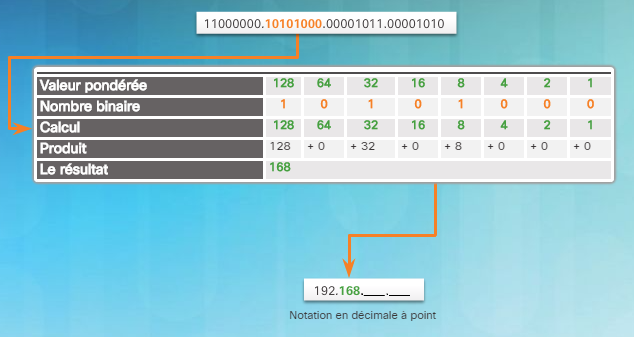 11000000.10101000.00001011.00001010
Valeur pondérée 128 64 32 16 8 4 2 1
Nombre binaire 1 0 1 0 1 0 0 0
Calcul 128 64 32 16 8 4 2 1
Produit 128 + 0 + 32 + 0 + 8 + 0 + 0 + 0
Le résultat 168
192.168.___.___
Notation en décimale à point